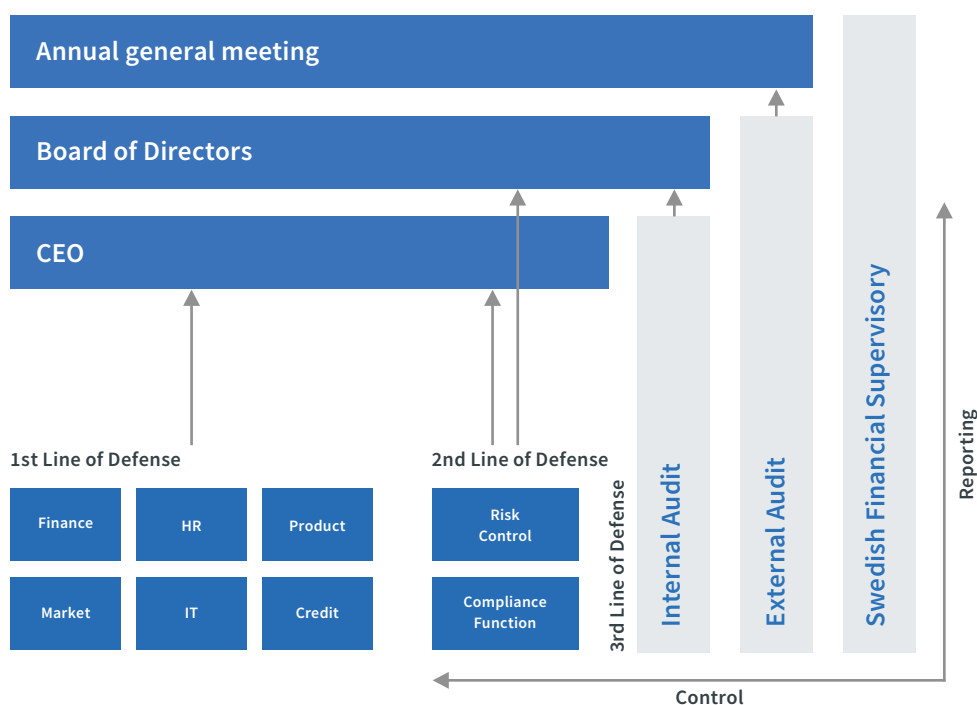 Annual general meeting
Board of Directors
CEO
1st Line of Defense
Finance
HR
Product
Market
IT
Credit
2nd Line of Defense
Risk
Control
Compliance
Function
3rd Line of Defense
Internal Audit
External Audit
Swedish Financial Supervisory
Reporting
Control